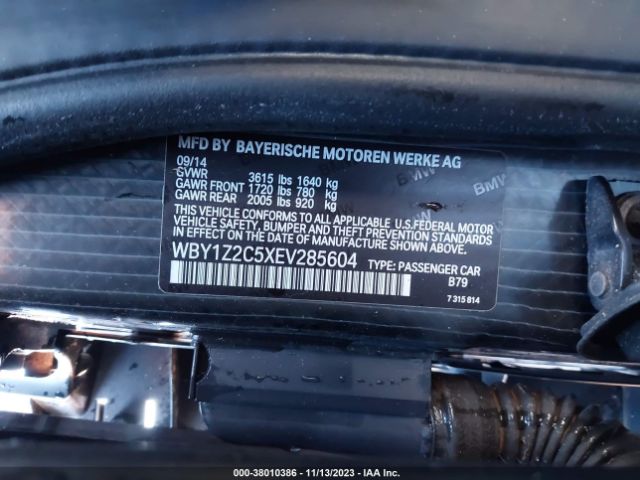 MFD BY BAYERISCHE MOTOREN WERKE AG
09/14
GVWR 3615 lbs 1640 kg
GAWR FRONT 1720 lbs 780 kg
GAWR REAR 2005 lbs 920 kg
THIS VEHICLE CONFORMS TO ALL APPLICABLE U.S.FEDERAL MOTOR
VEHICLE SAFETY, BUMPER AND THEFT PREVENTION STANDARDS
IN EFFECT ON THE DATE OF MANUFACTURE SHOWN ABOVE.
WBY1Z2C5XEV285604 TYPE: PASSENGER CAR
B79
7 315 814
BMW
BMW
BMW
000-38010386 - 11/13/2023 - IAA Inc.